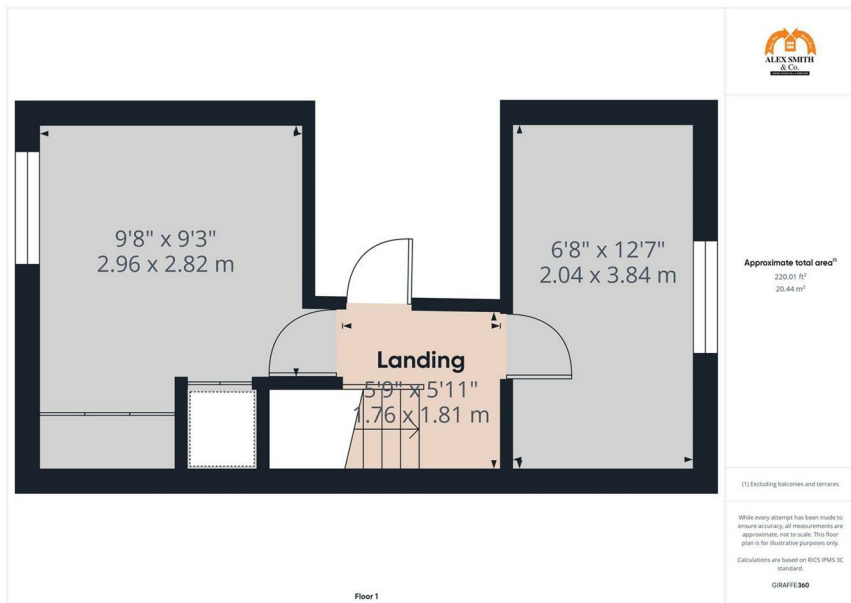 ALEX SMITH
& Co.
9'8" x 9'3"
2.96 x 2.82 m
6'8" x 12'7"
2.04 x 3.84 m
Landing
5'9" x 5'11"
1.76 x 1.81 m
Approximate total area(1)
220.01 ft²
20.44 m²
(1) Excluding balconies and terraces
While every attempt has been made to
ensure accuracy, all measurements are
approximate, not to scale. This floor
plan is for illustrative purposes only.
Calculations are based on RICS IPMS 3C
standard.
GIRAFFE360
Floor 1